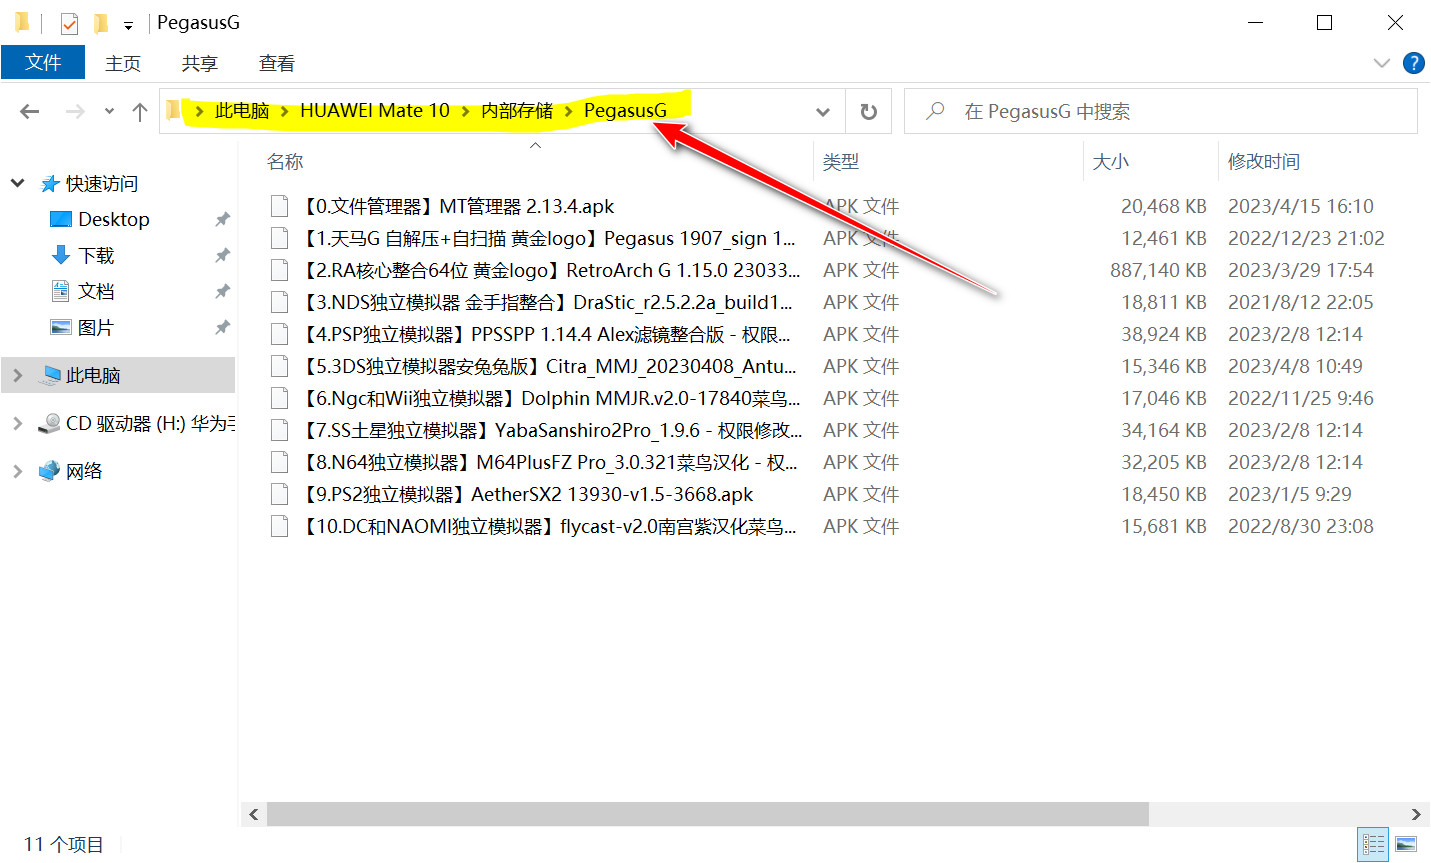 PegasusG
文件 主页 共享 查看
此电脑 > HUAWEI Mate 10 > 内部存储 > PegasusG
在 PegasusG 中搜索
名称 类型 大小 修改时间
快速访问
Desktop
下载
文档
图片
此电脑
CD 驱动器 (H:) 华为手
网络
【0.文件管理器】MT管理器 2.13.4.apk APK 文件 20,468 KB 2023/4/15 16:10
【1.天马G 自解压+自扫描 黄金logo】Pegasus 1907_sign 1... APK 文件 12,461 KB 2022/12/23 21:02
【2.RA核心整合64位 黄金logo】RetroArch G 1.15.0 23033... APK 文件 887,140 KB 2023/3/29 17:54
【3.NDS独立模拟器 金手指整合】DraStic_r2.5.2.2a_build1... APK 文件 18,811 KB 2021/8/12 22:05
【4.PSP独立模拟器】PPSSPP 1.14.4 Alex滤镜整合版 - 权限... APK 文件 38,924 KB 2023/2/8 12:14
【5.3DS独立模拟器安兔兔版】Citra_MMJ_20230408_Antu... APK 文件 15,346 KB 2023/4/8 10:49
【6.Ngc和Wii独立模拟器】Dolphin MMJR.v2.0-17840菜鸟... APK 文件 17,046 KB 2022/11/25 9:46
【7.SS土星独立模拟器】YabaSanshiro2Pro_1.9.6 - 权限修改... APK 文件 34,164 KB 2023/2/8 12:14
【8.N64独立模拟器】M64PlusFZ Pro_3.0.321菜鸟汉化 - 权... APK 文件 32,205 KB 2023/2/8 12:14
【9.PS2独立模拟器】AetherSX2 13930-v1.5-3668.apk APK 文件 18,450 KB 2023/1/5 9:29
【10.DC和NAOMI独立模拟器】flycast-v2.0南宫紫汉化菜鸟... APK 文件 15,681 KB 2022/8/30 23:08
11 个项目